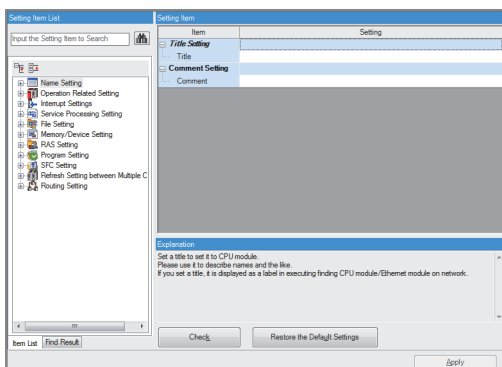 Setting Item List
Input the Setting Item to Search
Name Setting
Operation Related Setting
Interrupt Settings
Service Processing Setting
File Setting
Memory/Device Setting
RAS Setting
Program Setting
SFC Setting
Refresh Setting between Multiple C
Routing Setting
Item List
Find Result
Setting Item
Item
Setting
Title Setting
Title
Comment Setting
Comment
Explanation
Set a title to set it to CPU module.
Please use it to describe names and the like.
If you set a title, it is displayed as a label in executing finding CPU module/Ethernet module on network.
Check
Restore the Default Settings
Apply